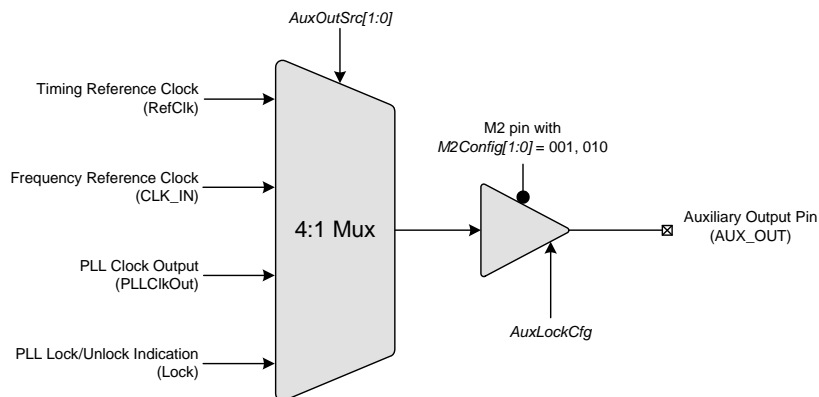 AuxOutSrc[1:0]
Timing Reference Clock
(RefClk)
M2 pin with
M2Config[1:0] = 001, 010
Frequency Reference Clock
(CLK_IN)
4:1 Mux
Auxiliary Output Pin
(AUX_OUT)
PLL Clock Output
(PLLClkOut)
AuxLockCfg
PLL Lock/Unlock Indication
(Lock)